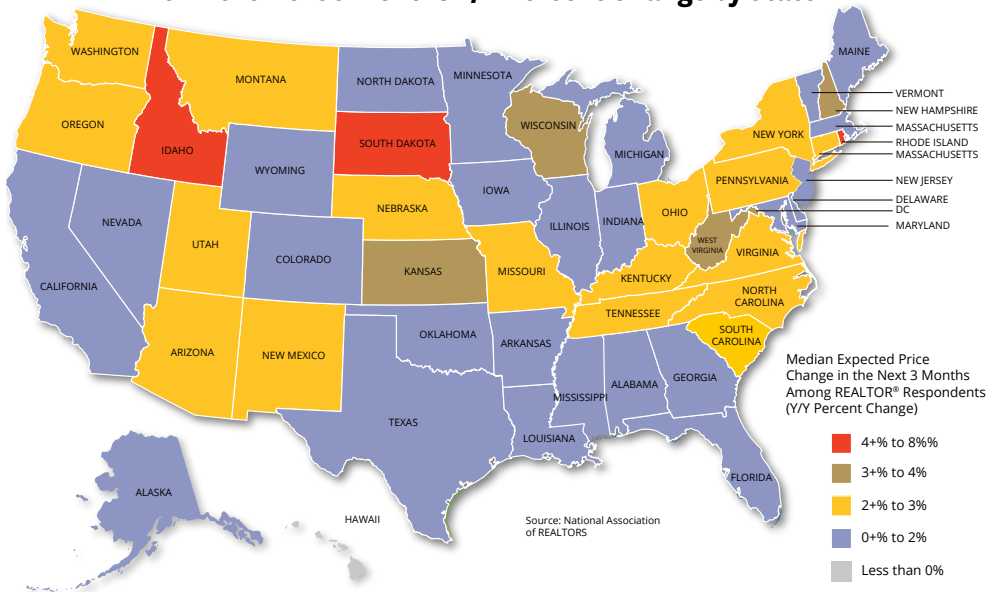 WASHINGTON
MAINE
MONTANA
NORTH DAKOTA
MINNESOTA
VERMONT
NEW HAMPSHIRE
OREGON
WISCONSIN
MASSACHUSETTS
NEW YORK
RHODE ISLAND
IDAHO
SOUTH DAKOTA
MICHIGAN
MASSACHUSETTS
WYOMING
PENNSYLVANIA
NEW JERSEY
IOWA
NEBRASKA
DELAWARE
DC
OHIO
NEVADA
ILLINOIS
INDIANA
MARYLAND
UTAH
WEST
VIRGINIA
VIRGINIA
COLORADO
KANSAS
MISSOURI
KENTUCKY
CALIFORNIA
NORTH
CAROLINA
TENNESSEE
SOUTH
CAROLINA
OKLAHOMA
ARKANSAS
ARIZONA
NEW MEXICO
GEORGIA
ALABAMA
MISSISSIPPI
TEXAS
LOUISIANA
FLORIDA
ALASKA
HAWAII
Median Expected Price
Change in the Next 3 Months
Among REALTOR® Respondents
(Y/Y Percent Change)
4+% to 8%%
3+% to 4%
2+% to 3%
0+% to 2%
Less than 0%
Source: National Association
of REALTORS